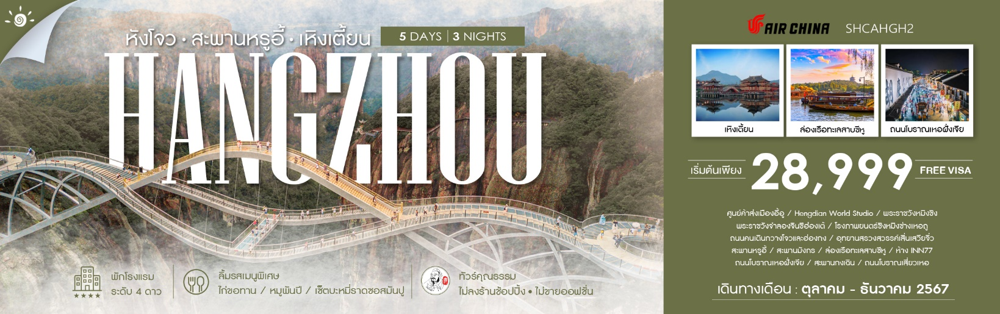 หังโจว • สะพานหรูอี้ • เหิงเตี้ยน
5 DAYS | 3 NIGHTS
HANGZHOU
พักโรงแรม
ระดับ 4 ดาว
ลิ้มรสเมนูพิเศษ
ไก่ขอทาน / หมูพันปี / เซ็ตบะหมี่ราดซอสมันปู
ทัวร์คุณธรรม
ไม่ลงร้านช้อปปิ้ง • ไม่ขายออฟชั่น
AIR CHINA SHCAHGH2
เหิงเตี้ยน
ล่องเรือทะเลสาบซีหู
ถนนโบราณเหอฝั่งเจีย
เริ่มต้นเพียง 28,999 FREE VISA
ศูนย์ค้าส่งเมืองอี้อู / Hengdian World Studio / พระราชวังหมิงชิง
พระราชวังจำลองจิ๋นซีฮ่องเต้ / โรงภาพยนตร์ชิงหมิงซ่างเหอถู
ถนนคนเดินกวางโจวและฮ่องกง / อุทยานสรวงสวรรค์เสิ่นเสวียจวี
สะพานหรูอี้ / สะพานมังกร / ล่องเรือทะเลสาบซีหู / ห้าง INN77
ถนนโบราณเหอฝั่งเจีย / สะพานกงเฉิน / ถนนโบราณเสี่ยวเหอ
เดินทางเดือน : ตุลาคม - ธันวาคม 2567